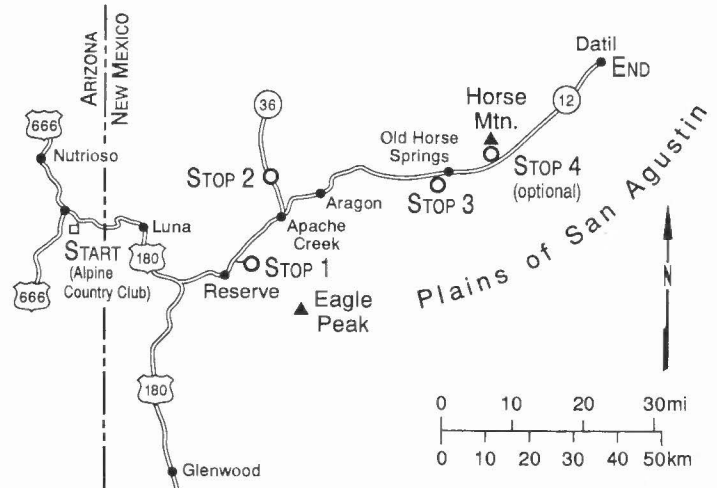 Datil
END
ARIZONA
NEW MEXICO
36
12
Horse
Mtn.
666
Old Horse
Springs
Nutrioso
STOP 2
STOP 4
(optional)
Aragon
STOP 3
Luna
Apache
Creek
START
(Alpine
Country Club)
180
STOP 1
Reserve
666
Eagle
Peak
Plains of San Agustin
N
180
0 10 20 30mi
0 10 20 30 40 50km
Glenwood